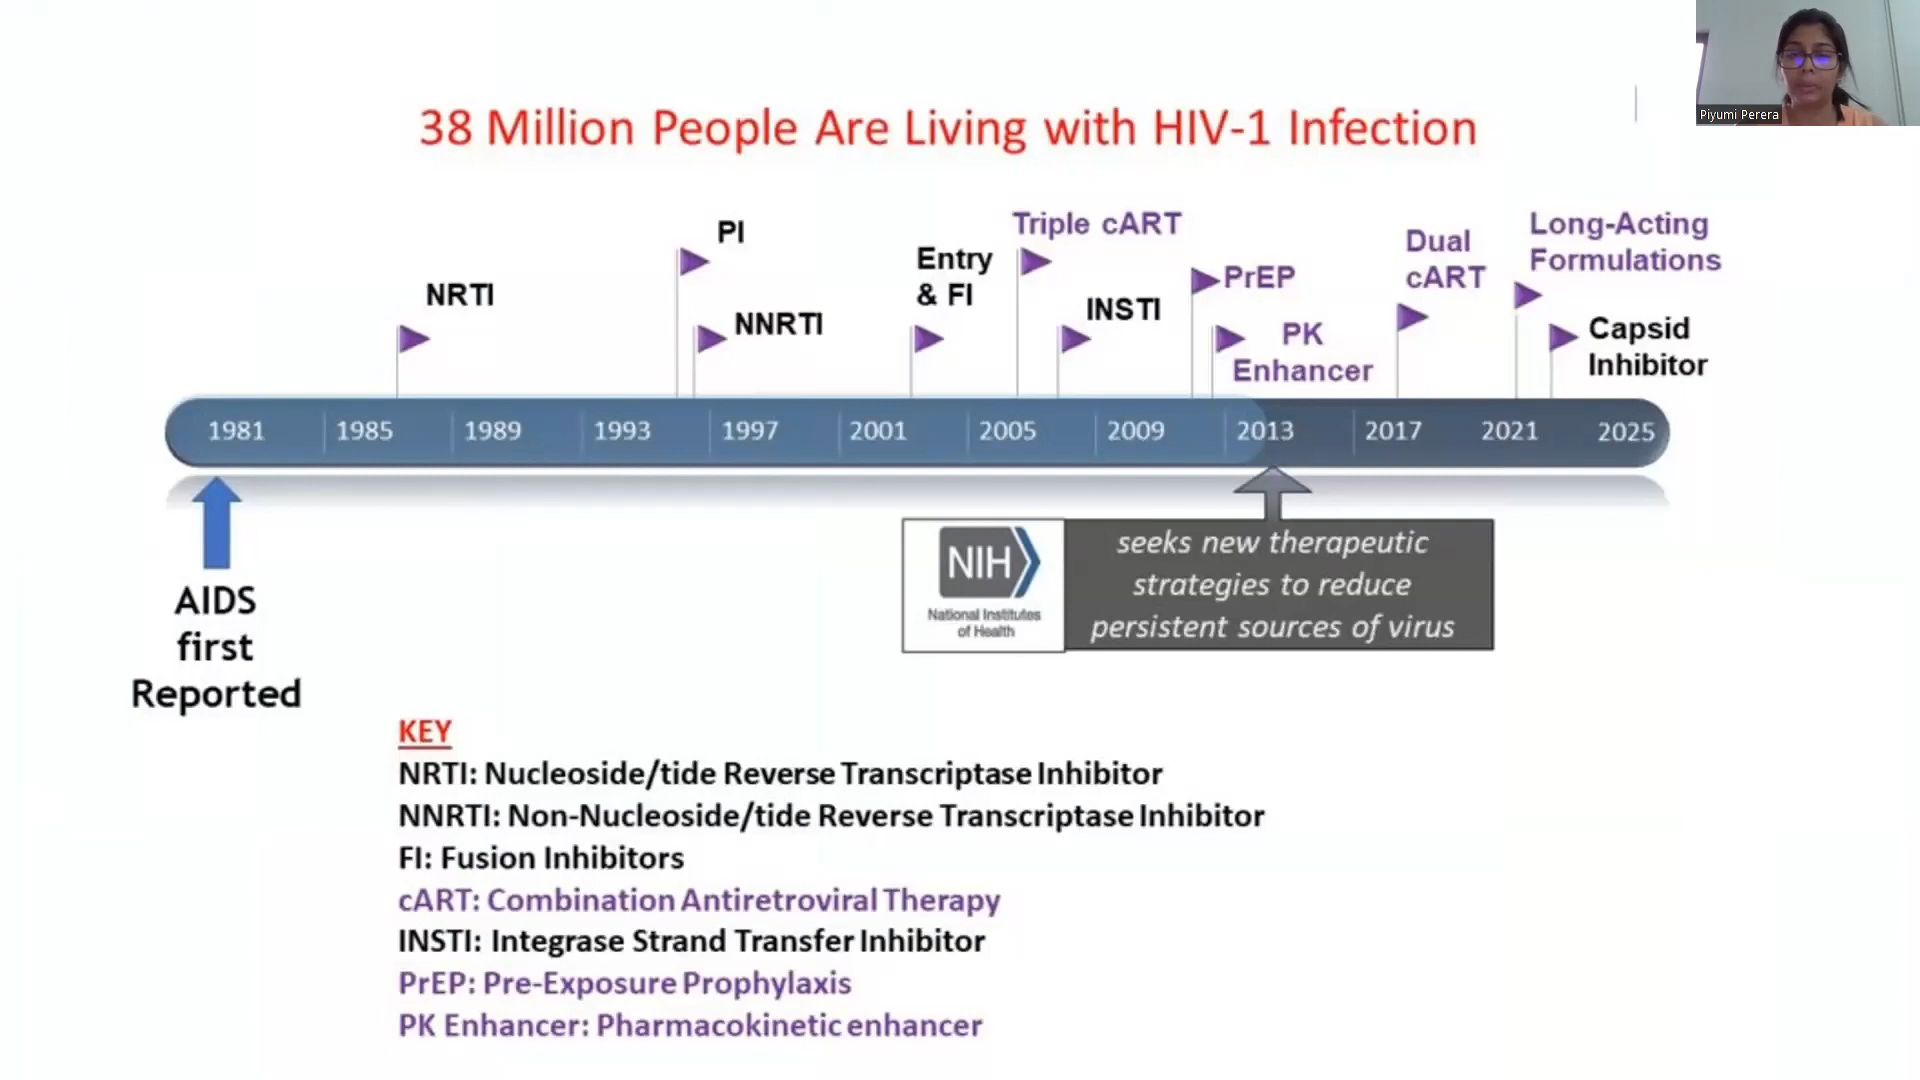 Piyumi Perera
38 Million People Are Living with HIV-1 Infection
NRTI
PI
NNRTI
Entry
& FI
Triple cART
INSTI
PrEP
PK
Enhancer
Dual
cART
Long-Acting
Formulations
Capsid
Inhibitor
1981 1985 1989 1993 1997 2001 2005 2009 2013 2017 2021 2025
AIDS
first
Reported
NIH
National Institutes
of Health
seeks new therapeutic
strategies to reduce
persistent sources of virus
KEY
NRTI: Nucleoside/tide Reverse Transcriptase Inhibitor
NNRTI: Non-Nucleoside/tide Reverse Transcriptase Inhibitor
FI: Fusion Inhibitors
cART: Combination Antiretroviral Therapy
INSTI: Integrase Strand Transfer Inhibitor
PrEP: Pre-Exposure Prophylaxis
PK Enhancer: Pharmacokinetic enhancer